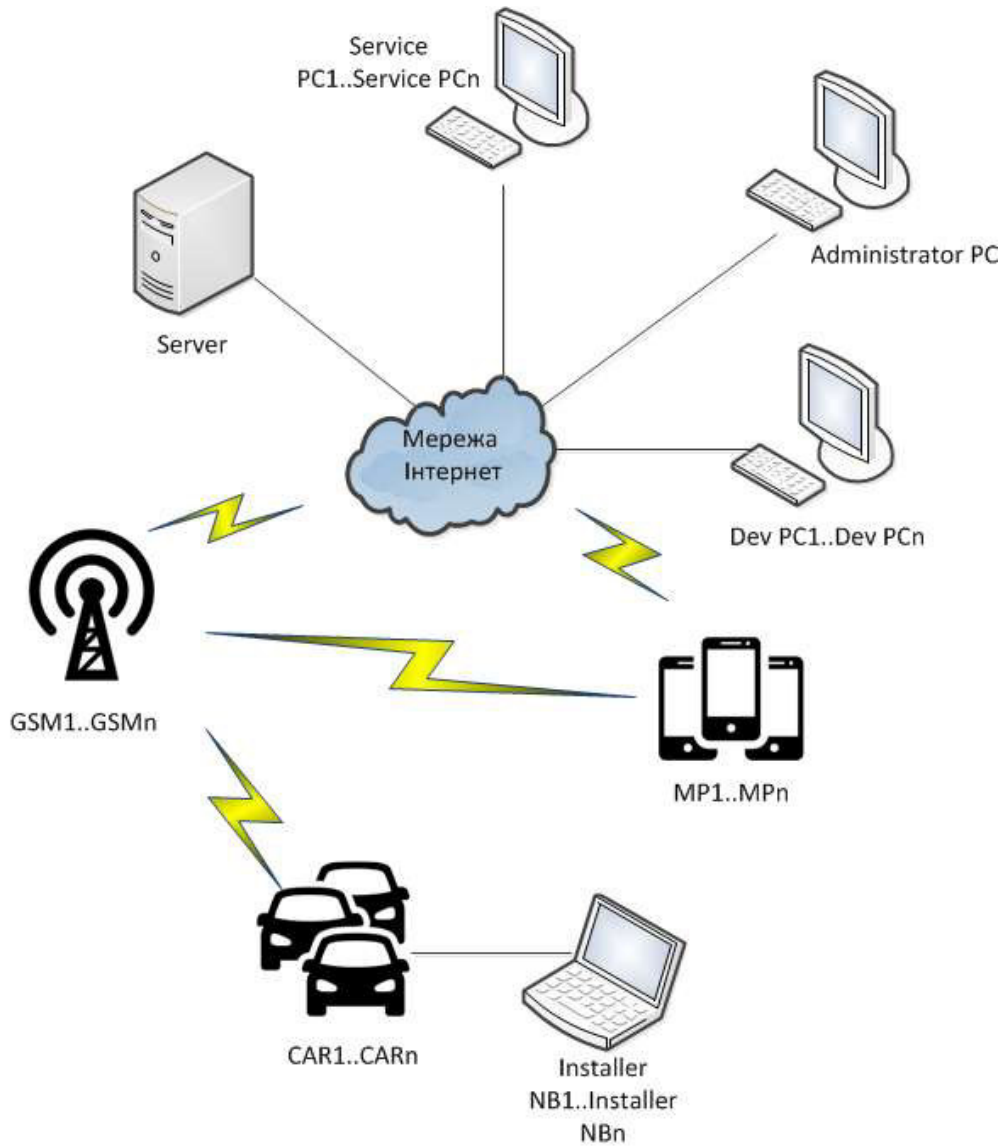 Service
PC1..Service PCn
Administrator PC
Server
Мережа
Інтернет
Dev PC1..Dev PCn
GSM1..GSMn
MP1..MPn
CAR1..CARn
Installer
NB1..Installer
NBn